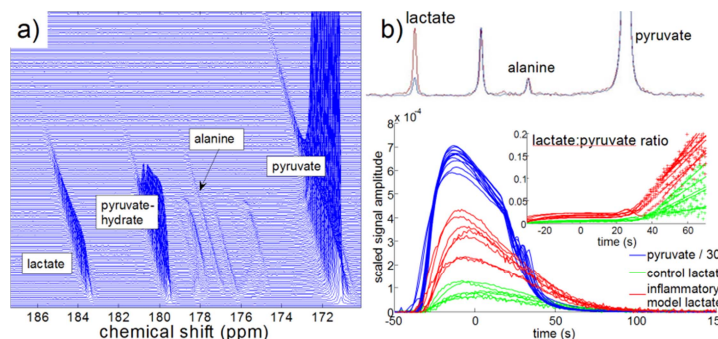 a)
alanine
pyruvate
pyruvate-
hydrate
lactate
186 184 182 180 178 176 174 172
chemical shift (ppm)
b)
lactate
alanine
pyruvate
x 10⁻⁴
8
7
6
5
4
3
2
1
0
scaled signal amplitude
-50 0 50 100 150
time (s)
lactate:pyruvate ratio
0.2
0.15
0.1
0.05
0
-20 0 20 40 60
time (s)
pyruvate / 30
control lactate
inflammatory
model lactate